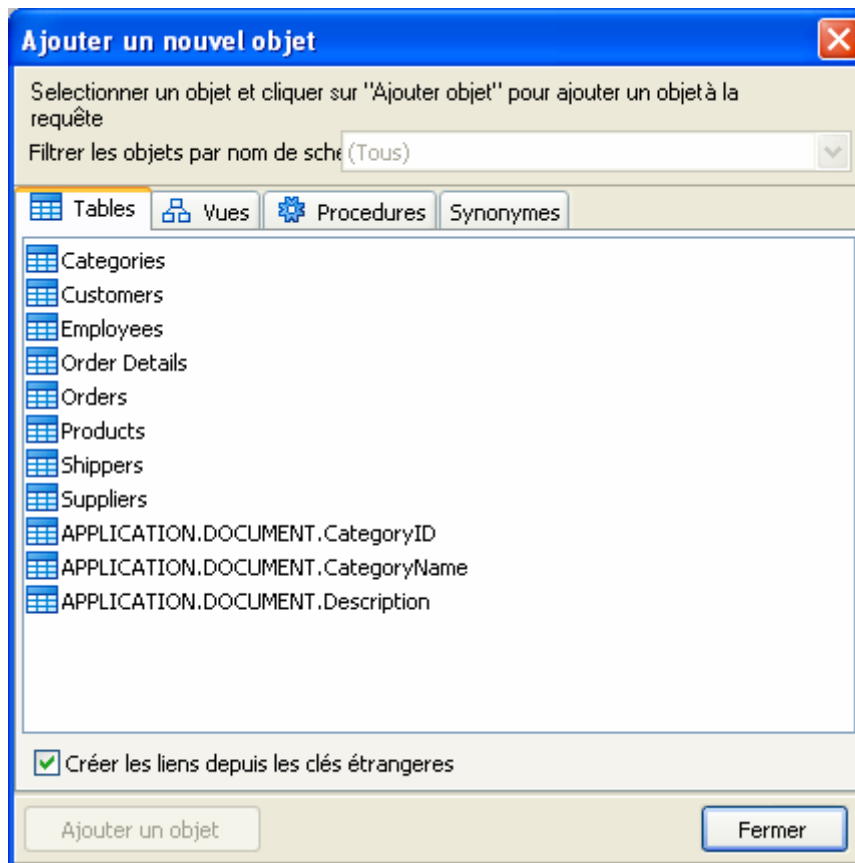 Ajouter un nouvel objet
Selectionner un objet et cliquer sur "Ajouter objet" pour ajouter un objet à la
requête
Filtrer les objets par nom de sche (Tous)
Tables Vues Procedures Synonymes
Categories
Customers
Employees
Order Details
Orders
Products
Shippers
Suppliers
APPLICATION.DOCUMENT.CategoryID
APPLICATION.DOCUMENT.CategoryName
APPLICATION.DOCUMENT.Description
Créer les liens depuis les clés étrangeres
Ajouter un objet Fermer